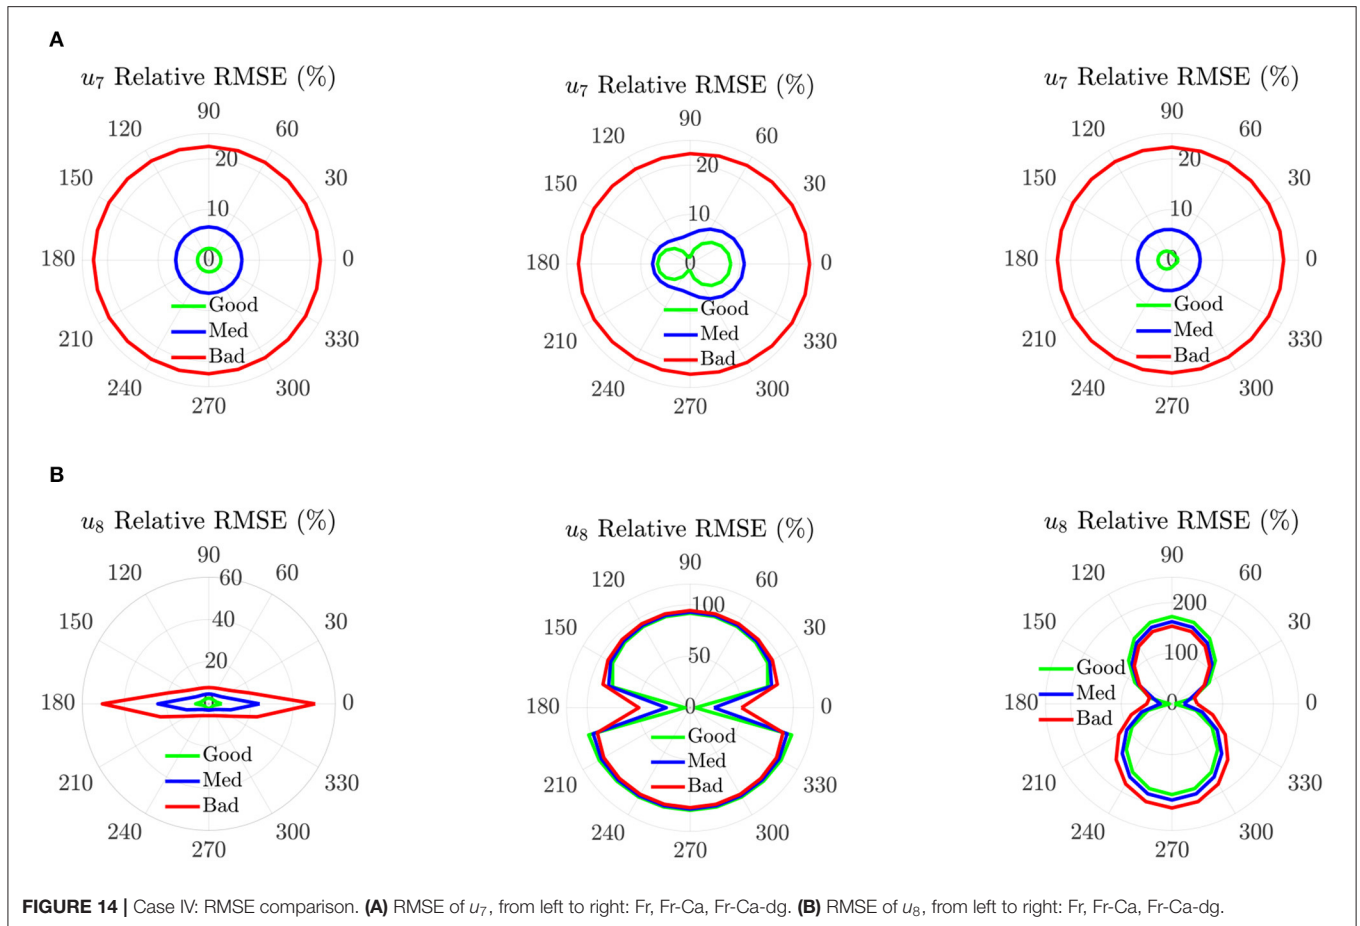 A
u7 Relative RMSE (%)
90
120 60
150 30
180 0
210 330
240 300
270
20
10
0
Good
Med
Bad
u7 Relative RMSE (%)
90
120 60
150 30
180 0
210 330
240 300
270
20
10
0
Good
Med
Bad
u7 Relative RMSE (%)
90
120 60
150 30
180 0
210 330
240 300
270
20
10
0
Good
Med
Bad
B
u8 Relative RMSE (%)
90
120 60
150 30
180 0
210 330
240 300
270
60
40
20
0
Good
Med
Bad
u8 Relative RMSE (%)
90
120 60
150 30
180 0
210 330
240 300
270
100
50
0
Good
Med
Bad
u8 Relative RMSE (%)
90
120 60
150 30
180 0
210 330
240 300
270
200
100
0
Good
Med
Bad
FIGURE 14 | Case IV: RMSE comparison. (A) RMSE of u7, from left to right: Fr, Fr-Ca, Fr-Ca-dg. (B) RMSE of u8, from left to right: Fr, Fr-Ca, Fr-Ca-dg.